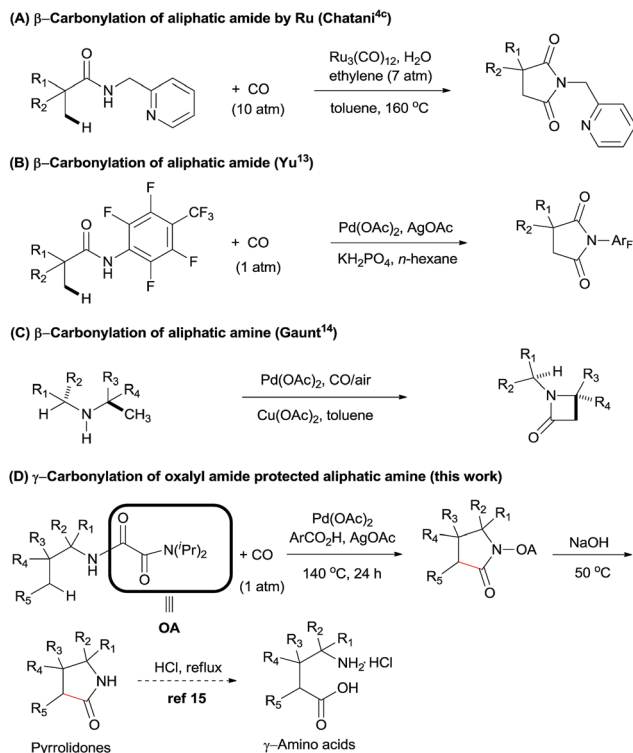 (A) β–Carbonylation of aliphatic amide by Ru (Chatani4c)
R1
R2
O
N
H
H
N
+ CO
(10 atm)
Ru3(CO)12, H2O
ethylene (7 atm)
toluene, 160 oC
R1
R2
O
N
O
N
(B) β–Carbonylation of aliphatic amide (Yu13)
R1
R2
O
N
H
H
F
F
CF3
F
F
+ CO
(1 atm)
Pd(OAc)2, AgOAc
KH2PO4, n-hexane
R1
R2
O
N–ArF
O
(C) β–Carbonylation of aliphatic amine (Gaunt14)
R1
R2
H
N
H
R3
R4
CH3
Pd(OAc)2, CO/air
Cu(OAc)2, toluene
R1
R2
H
N
R3
R4
O
(D) γ–Carbonylation of oxalyl amide protected aliphatic amine (this work)
R2
R1
R3
R4
R5
H
N
H
O
O
N(iPr)2
OA
+ CO
(1 atm)
Pd(OAc)2
ArCO2H, AgOAc
140 oC, 24 h
R2
R1
R3
R4
R5
N–OA
O
NaOH
50 oC
R2
R1
R3
R4
R5
NH
O
Pyrrolidones
HCl, reflux
ref 15
R2
R1
R3
R4
R5
NH2·HCl
OH
O
γ–Amino acids